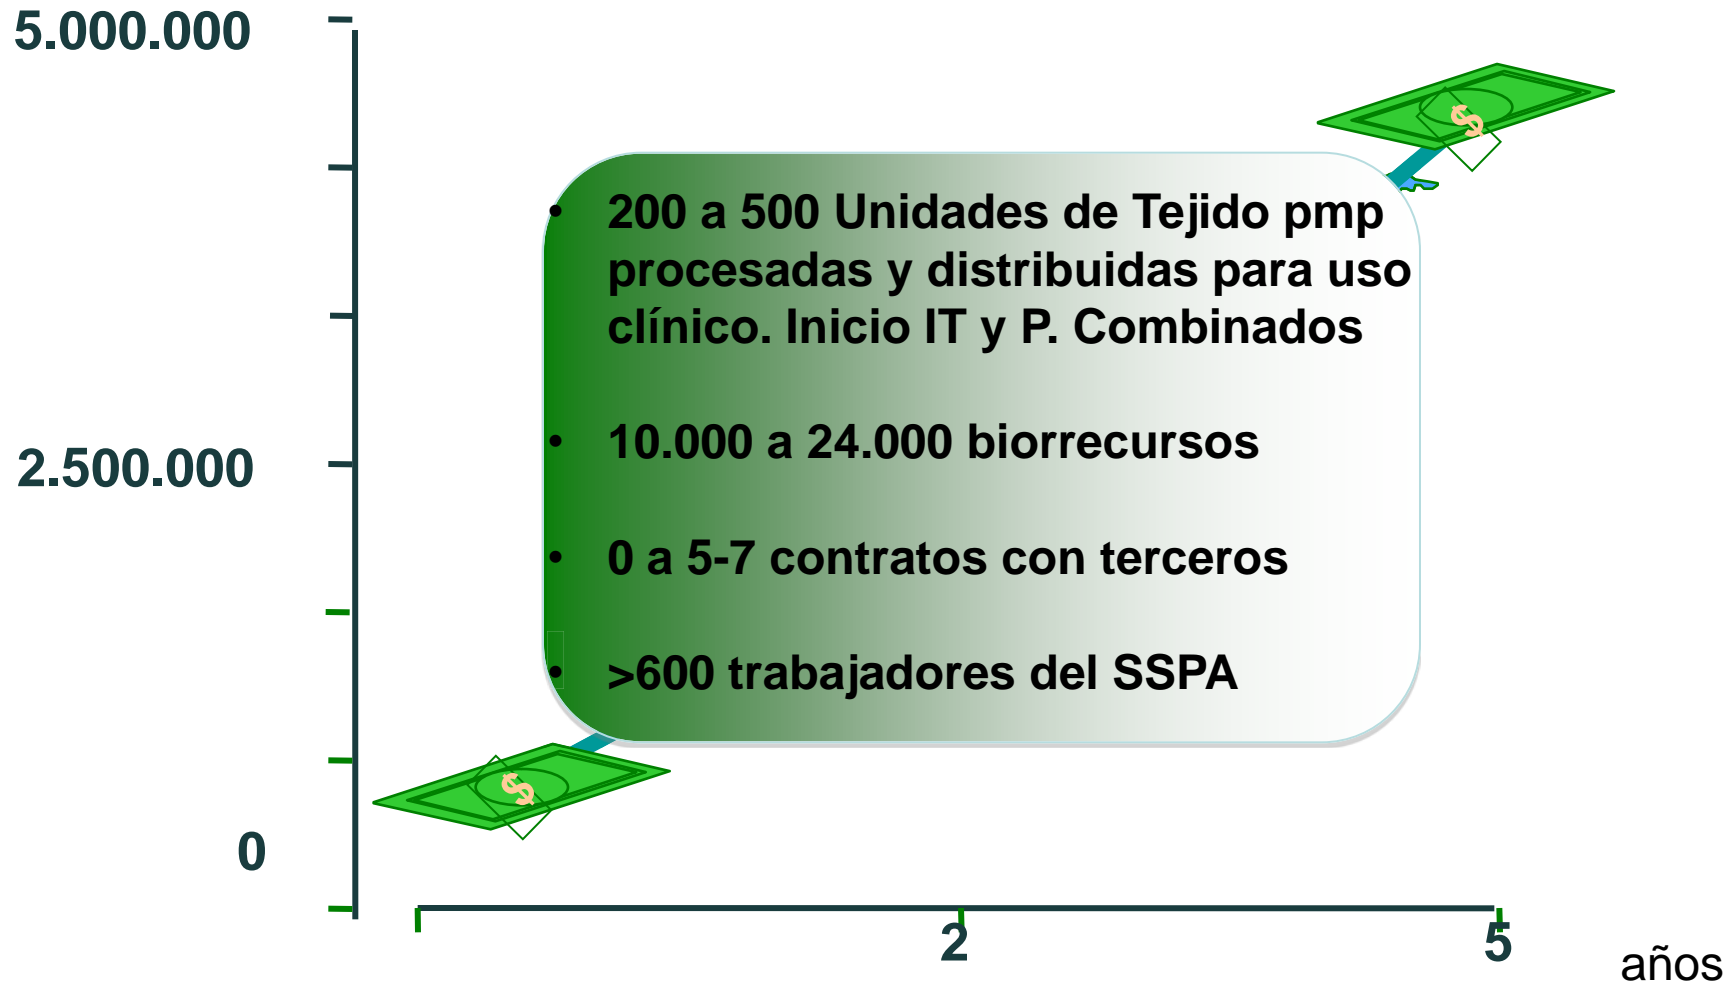 5.000.000
$
• 200 a 500 Unidades de Tejido pmp
procesadas y distribuidas para uso
clínico. Inicio IT y P. Combinados
• 10.000 a 24.000 biorrecursos
2.500.000
• 0 a 5-7 contratos con terceros
• >600 trabajadores del SSPA
$
0
2
5
años